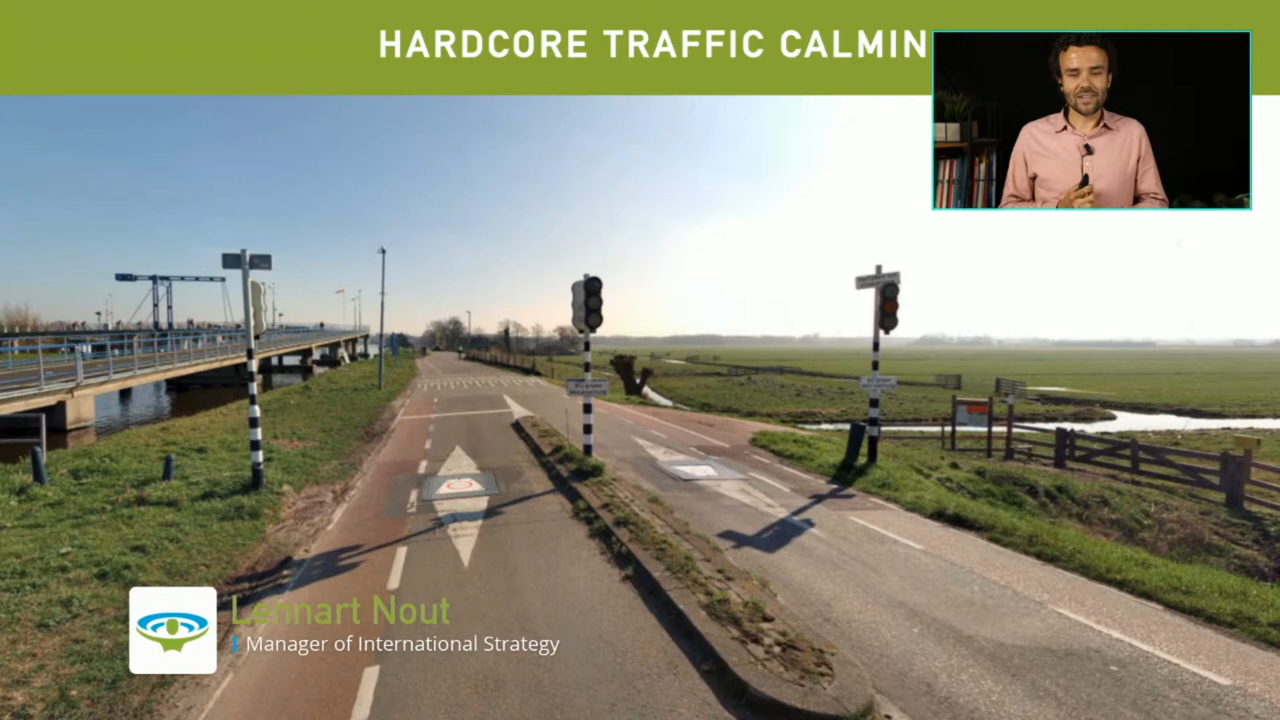 HARDCORE TRAFFIC CALMIN
Lennart Nout
Manager of International Strategy